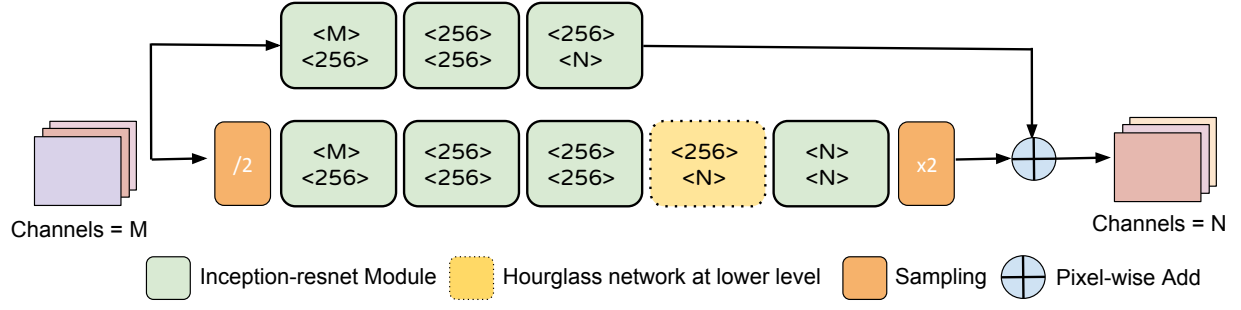 <M>
<256>
<256>
<256>
<256>
<N>
/2
<M>
<256>
<256>
<256>
<256>
<256>
<256>
<N>
<N>
<N>
x2
Channels = M
Channels = N
Inception-resnet Module
Hourglass network at lower level
Sampling
Pixel-wise Add